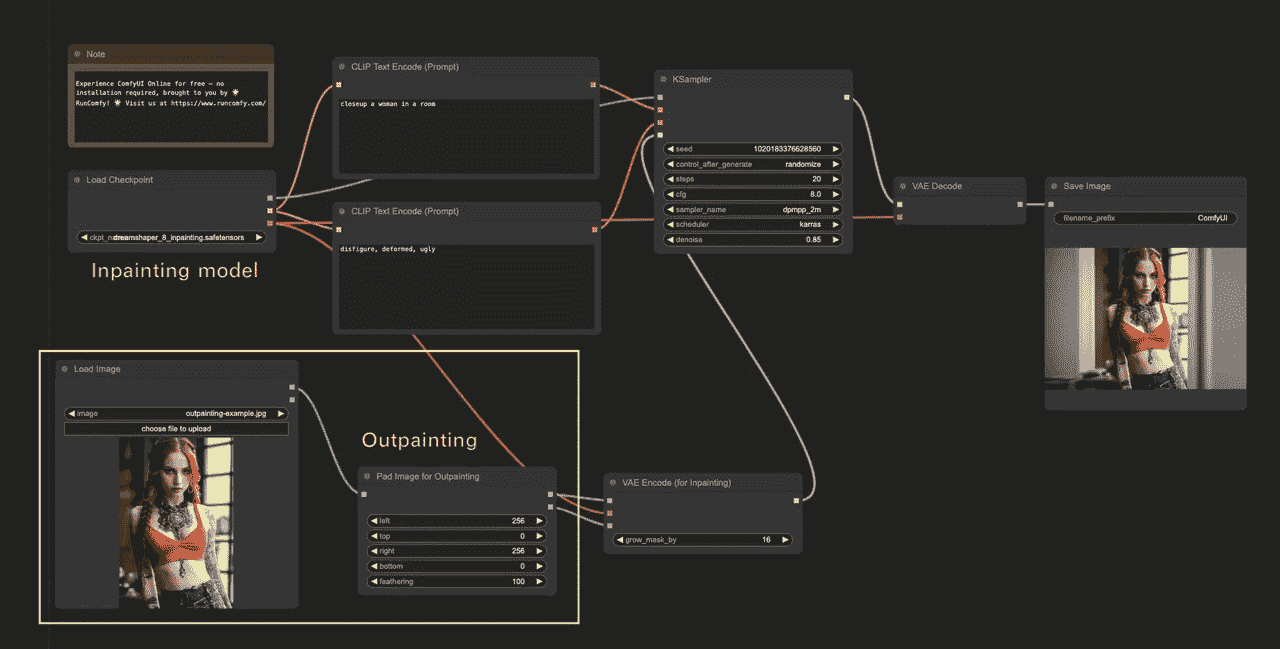 Note
Experience ComfyUI Online for free — no
installation required, brought to you by 🌟
RunComfy! 🌟 Visit us at https://www.runcomfy.com/
Load Checkpoint
dreamshaper_8_inpainting.safetensors
Inpainting model
CLIP Text Encode (Prompt)
closeup a woman in a room
CLIP Text Encode (Prompt)
disfigure, deformed, ugly
KSampler
seed 1020183376628560
control_after_generate randomize
steps 20
cfg 8.0
sampler_name dpmpp_2m
scheduler karras
denoise 0.85
VAE Decode
Save Image
filename_prefix ComfyUI
Load Image
image outpainting-example.jpg
choose file to upload
Outpainting
Pad Image for Outpainting
left 256
top 0
right 256
bottom 0
feathering 100
VAE Encode (for Inpainting)
grow_mask_by 16